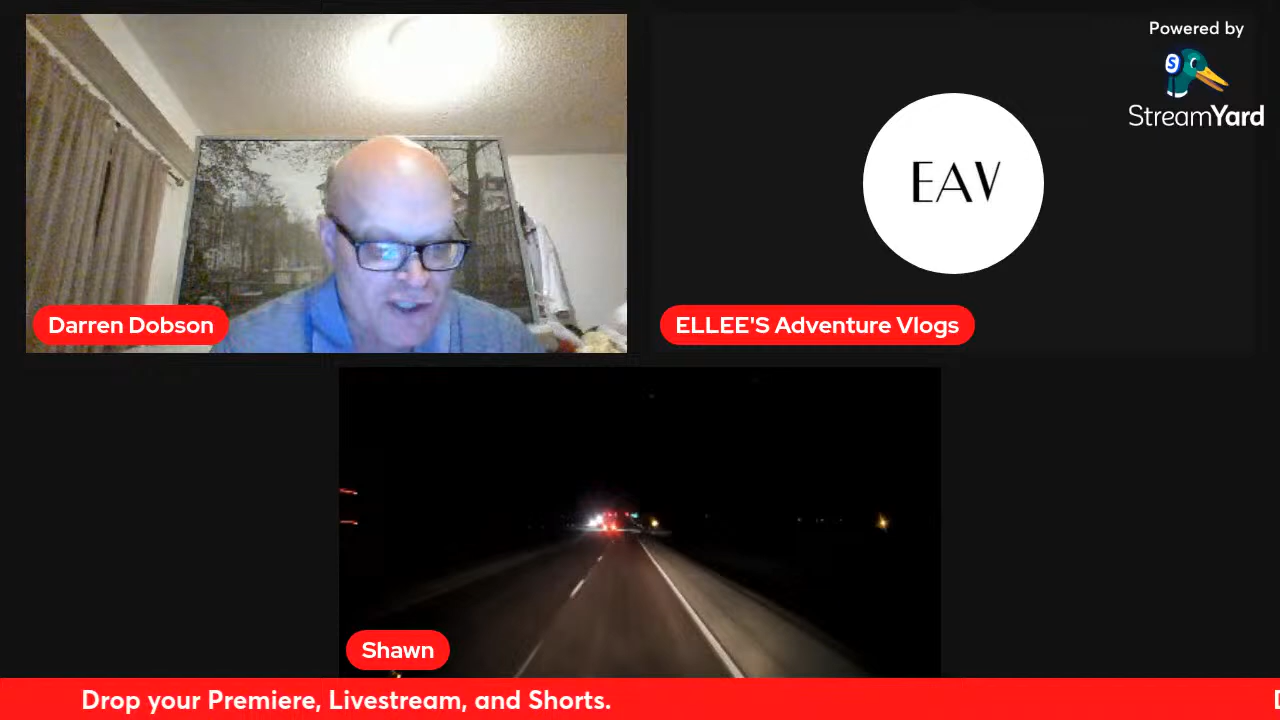 Powered by
StreamYard
EAV
Darren Dobson
ELLEE'S Adventure Vlogs
Shawn
Drop your Premiere, Livestream, and Shorts.